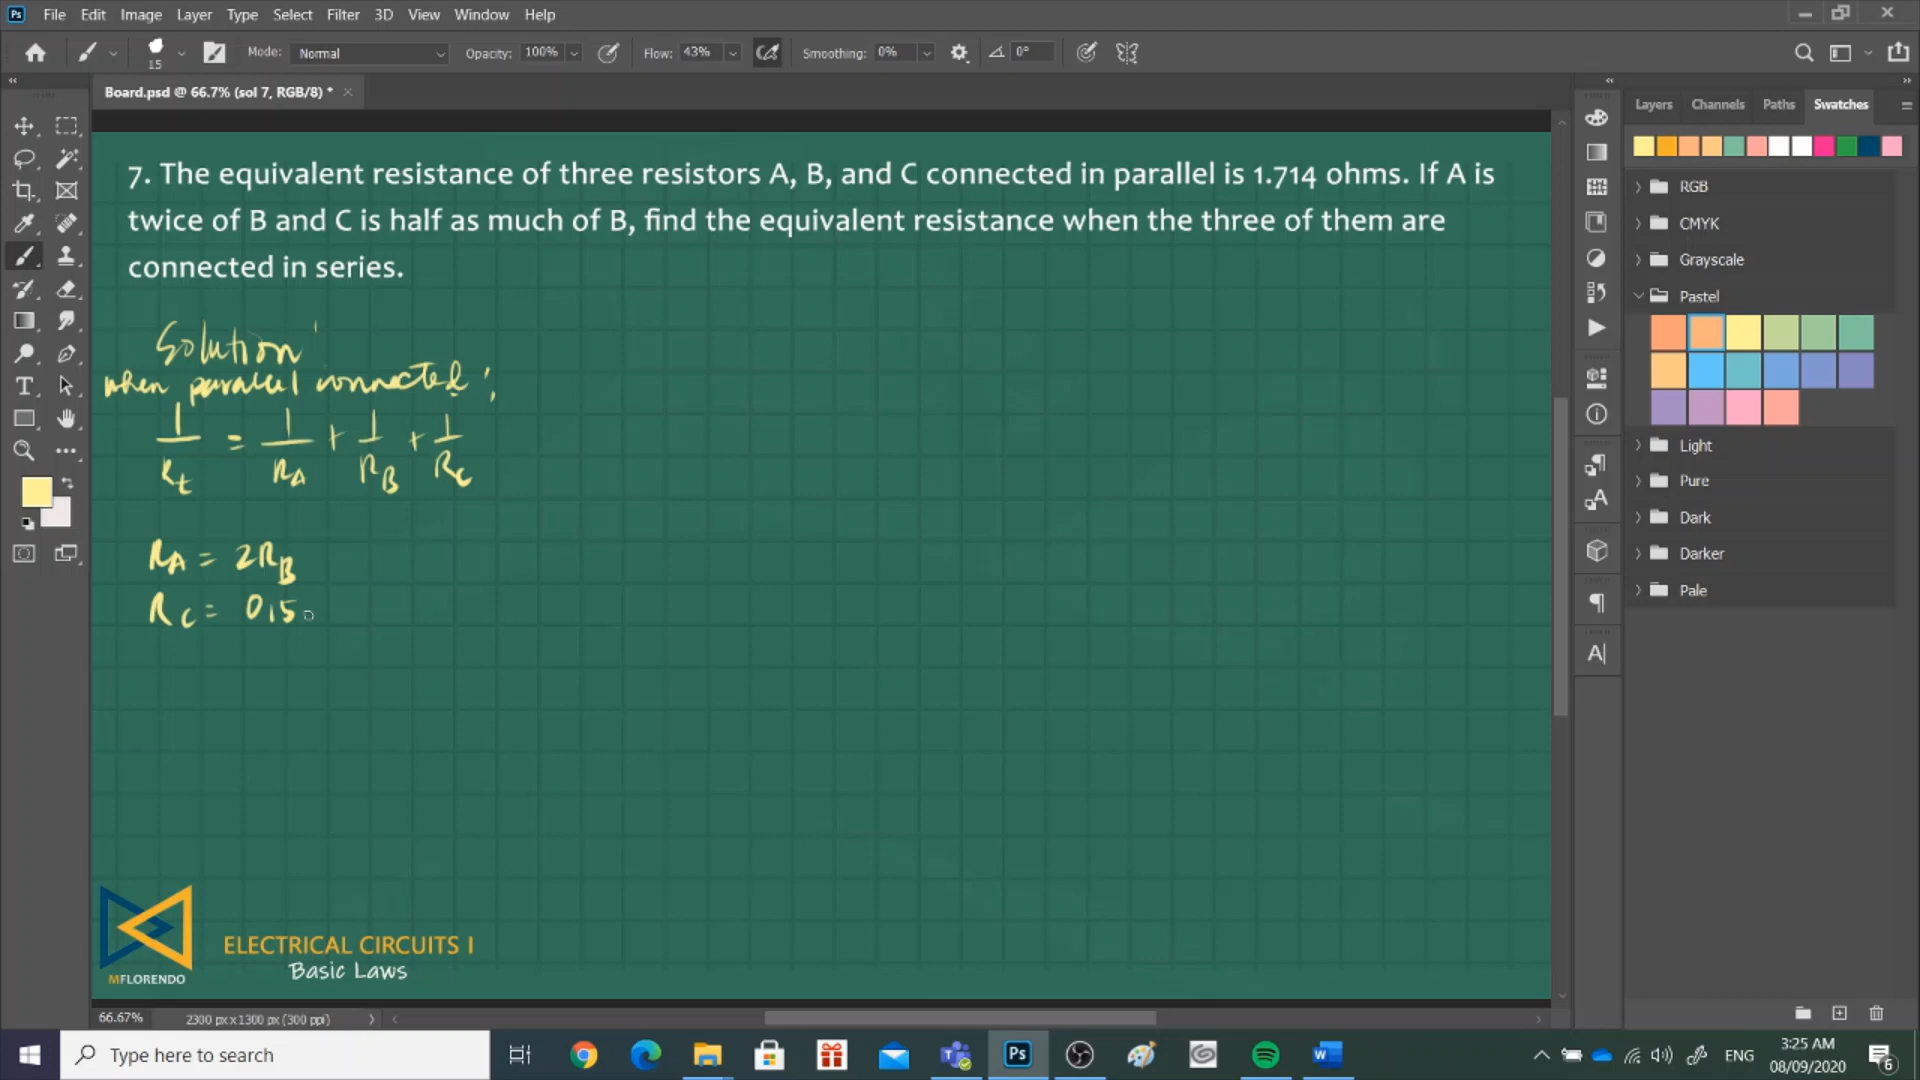 Ps File Edit Image Layer Type Select Filter 3D View Window Help
15 Mode: Normal Opacity: 100% Flow: 43% Smoothing: 0% 0°
Board.psd @ 66.7% (sol 7, RGB/8) *
Layers Channels Paths Swatches
RGB
CMYK
Grayscale
Pastel
Light
Pure
Dark
Darker
Pale
7. The equivalent resistance of three resistors A, B, and C connected in parallel is 1.714 ohms. If A is
twice of B and C is half as much of B, find the equivalent resistance when the three of them are
connected in series.
Solution
when parallel connected;
1/Rt = 1/RA + 1/RB + 1/RC
RA = 2RB
RC = 0.5
MFLORENDO
ELECTRICAL CIRCUITS I
Basic Laws
66.67% 2300 px x 1300 px (300 ppi)
Type here to search
ENG
3:25 AM
08/09/2020
6